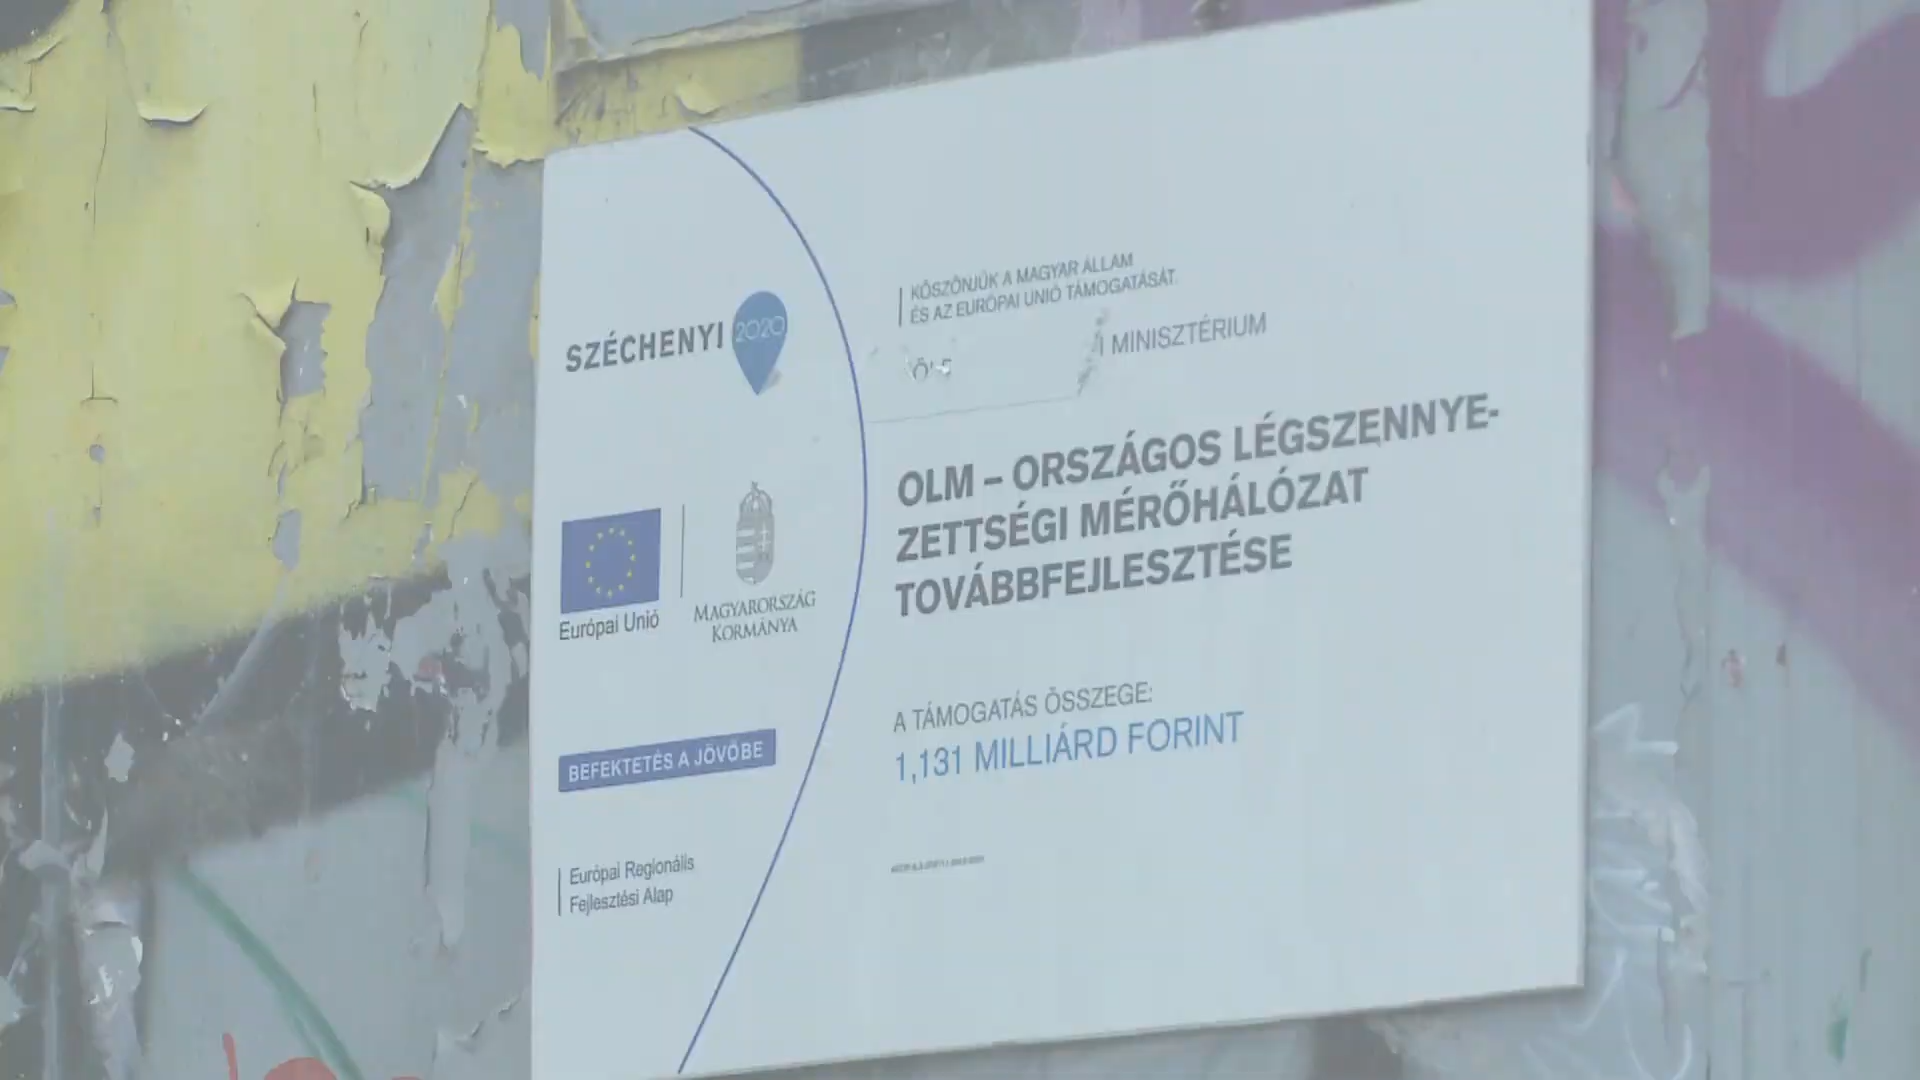 SZÉCHENYI 2020
Európai Unió
MAGYARORSZÁG
KORMÁNYA
BEFEKTETÉS A JÖVŐBE
Európai Regionális
Fejlesztési Alap
KÖSZÖNJÜK A MAGYAR ÁLLAM
ÉS AZ EURÓPAI UNIÓ TÁMOGATÁSÁT.
MINISZTÉRIUM
OLM – ORSZÁGOS LÉGSZENNYE-
ZETTSÉGI MÉRŐHÁLÓZAT
TOVÁBBFEJLESZTÉSE
A TÁMOGATÁS ÖSSZEGE:
1,131 MILLIÁRD FORINT